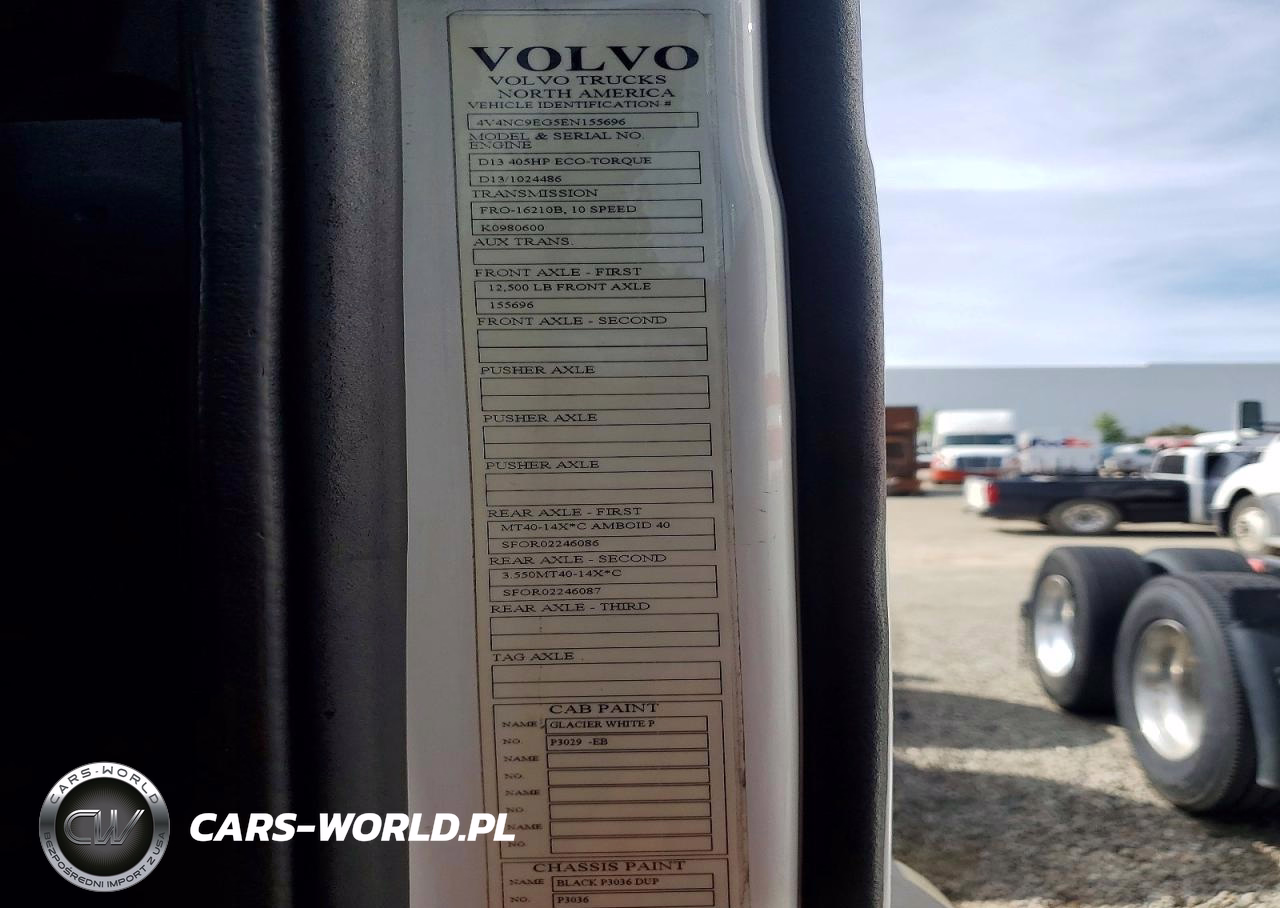 VOLVO
VOLVO TRUCKS
NORTH AMERICA
VEHICLE IDENTIFICATION #
4V4NC9EG5EN155696
MODEL & SERIAL NO.
ENGINE
D13 405HP ECO-TORQUE
D13/1024486
TRANSMISSION
FRO-16210B, 10 SPEED
K0980600
AUX TRANS.
FRONT AXLE - FIRST
12,500 LB FRONT AXLE
155696
FRONT AXLE - SECOND
PUSHER AXLE
PUSHER AXLE
PUSHER AXLE
REAR AXLE - FIRST
MT40-14X*C AMBOID 40
SFOR02246086
REAR AXLE - SECOND
3.550MT40-14X*C
SFOR02246087
REAR AXLE - THIRD
TAG AXLE
CAB PAINT
NAME GLACIER WHITE P
NO. P3029 -EB
NAME
NO.
NAME
NO.
NAME
NO.
CHASSIS PAINT
NAME BLACK P3036 DUP
NO. P3036
CARS-WORLD
CW
BEZPOŚREDNI IMPORT Z USA
CARS-WORLD.PL